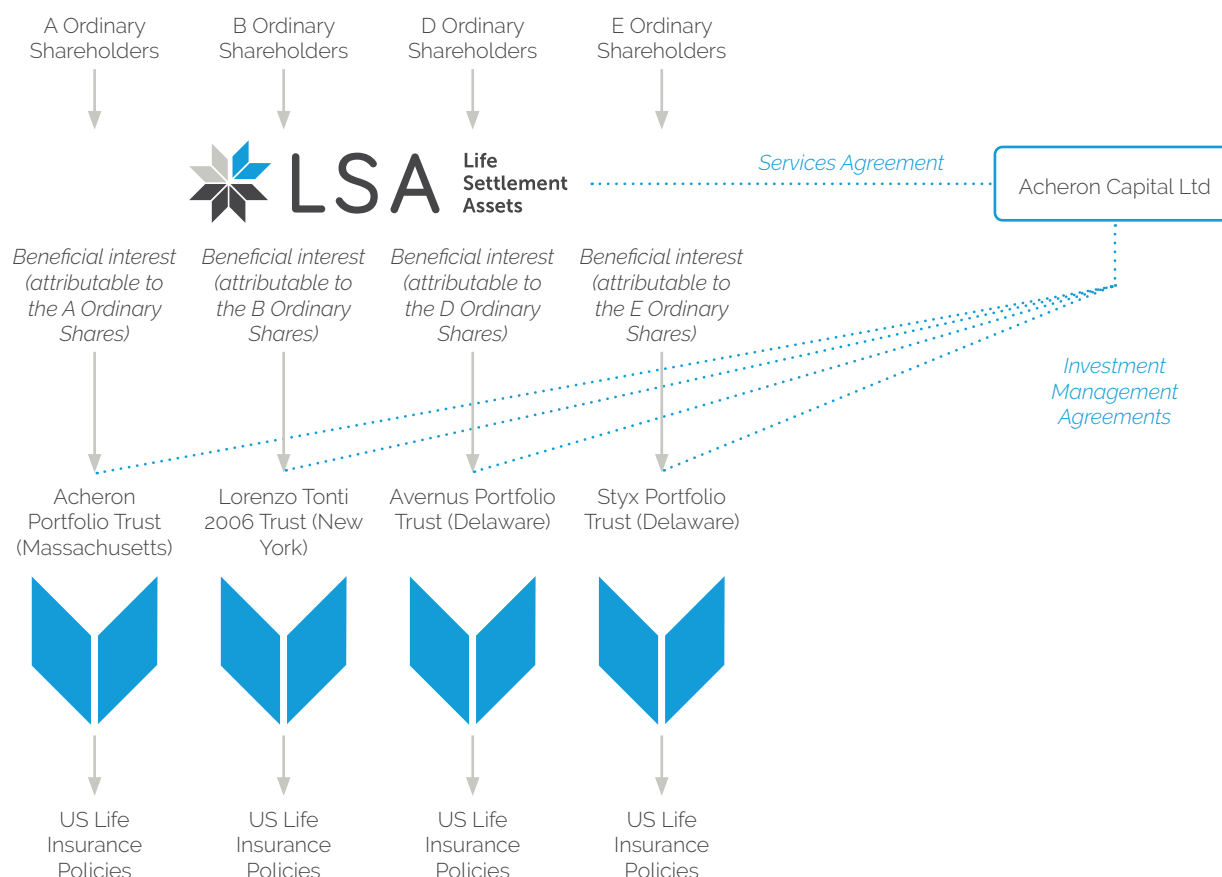 A Ordinary
Shareholders
B Ordinary
Shareholders
D Ordinary
Shareholders
E Ordinary
Shareholders
LSA
Life
Settlement
Assets
Services Agreement
Acheron Capital Ltd
Beneficial interest
(attributable to
the A Ordinary
Shares)
Beneficial interest
(attributable to
the B Ordinary
Shares)
Beneficial interest
(attributable to
the D Ordinary
Shares)
Beneficial interest
(attributable to
the E Ordinary
Shares)
Investment
Management
Agreements
Acheron
Portfolio Trust
(Massachusetts)
Lorenzo Tonti
2006 Trust (New
York)
Avernus Portfolio
Trust (Delaware)
Styx Portfolio
Trust (Delaware)
US Life
Insurance
Policies
US Life
Insurance
Policies
US Life
Insurance
Policies
US Life
Insurance
Policies